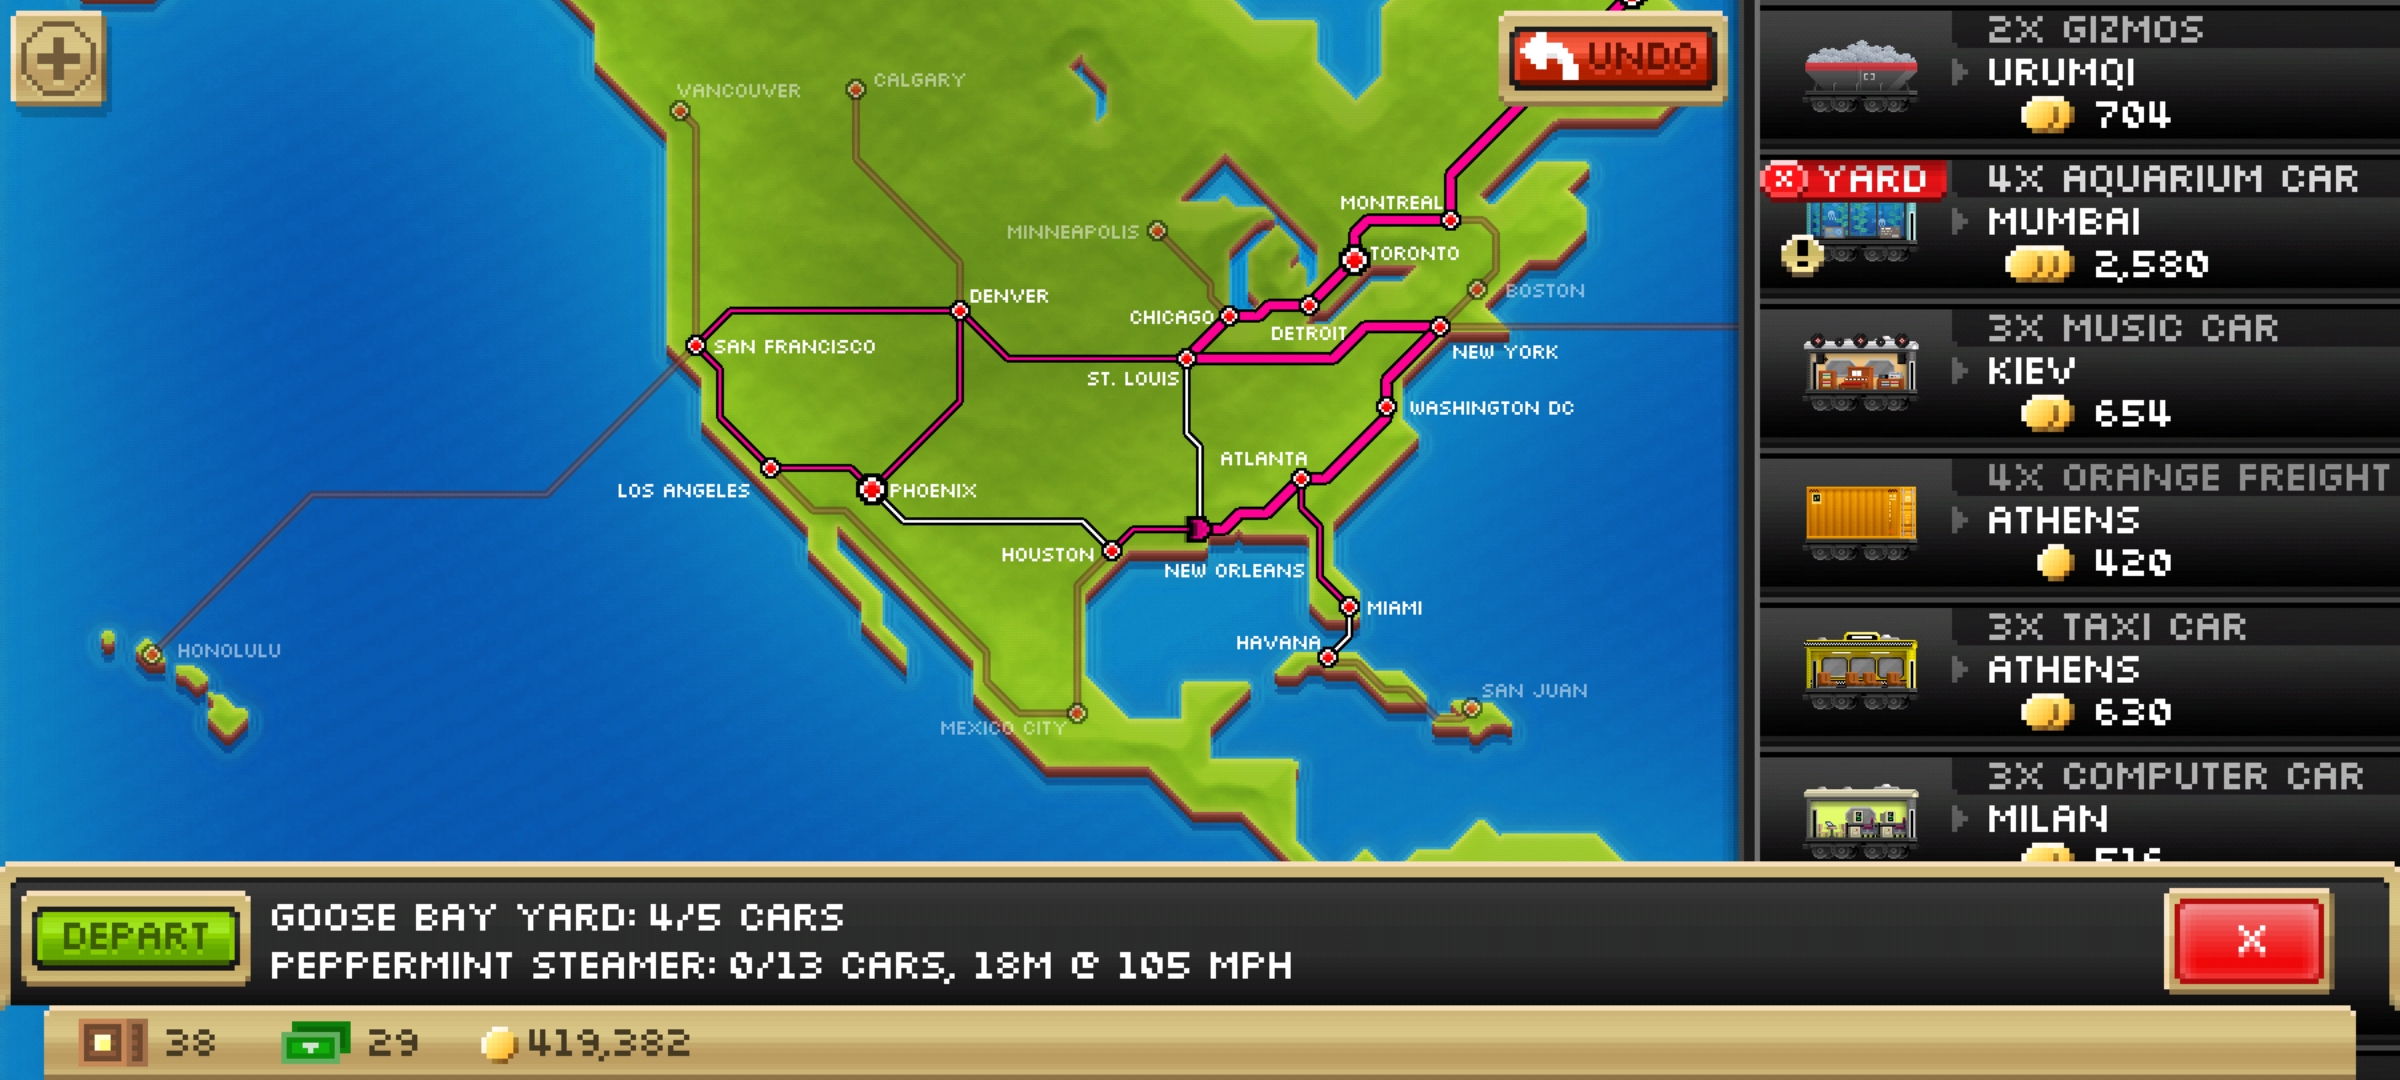 UNDO
VANCOUVER
CALGARY
MONTREAL
MINNEAPOLIS
TORONTO
BOSTON
DENVER
CHICAGO
DETROIT
SAN FRANCISCO
NEW YORK
ST. LOUIS
WASHINGTON DC
ATLANTA
LOS ANGELES
PHOENIX
HOUSTON
NEW ORLEANS
MIAMI
HAVANA
HONOLULU
SAN JUAN
MEXICO CITY
2X GIZMOS
URUMQI
704
YARD
4X AQUARIUM CAR
MUMBAI
2,580
3X MUSIC CAR
KIEV
654
4X ORANGE FREIGHT
ATHENS
420
3X TAXI CAR
ATHENS
630
3X COMPUTER CAR
MILAN
516
DEPART
GOOSE BAY YARD: 4/5 CARS
PEPPERMINT STEAMER: 0/13 CARS, 18M @ 105 MPH
X
38
29
419,382